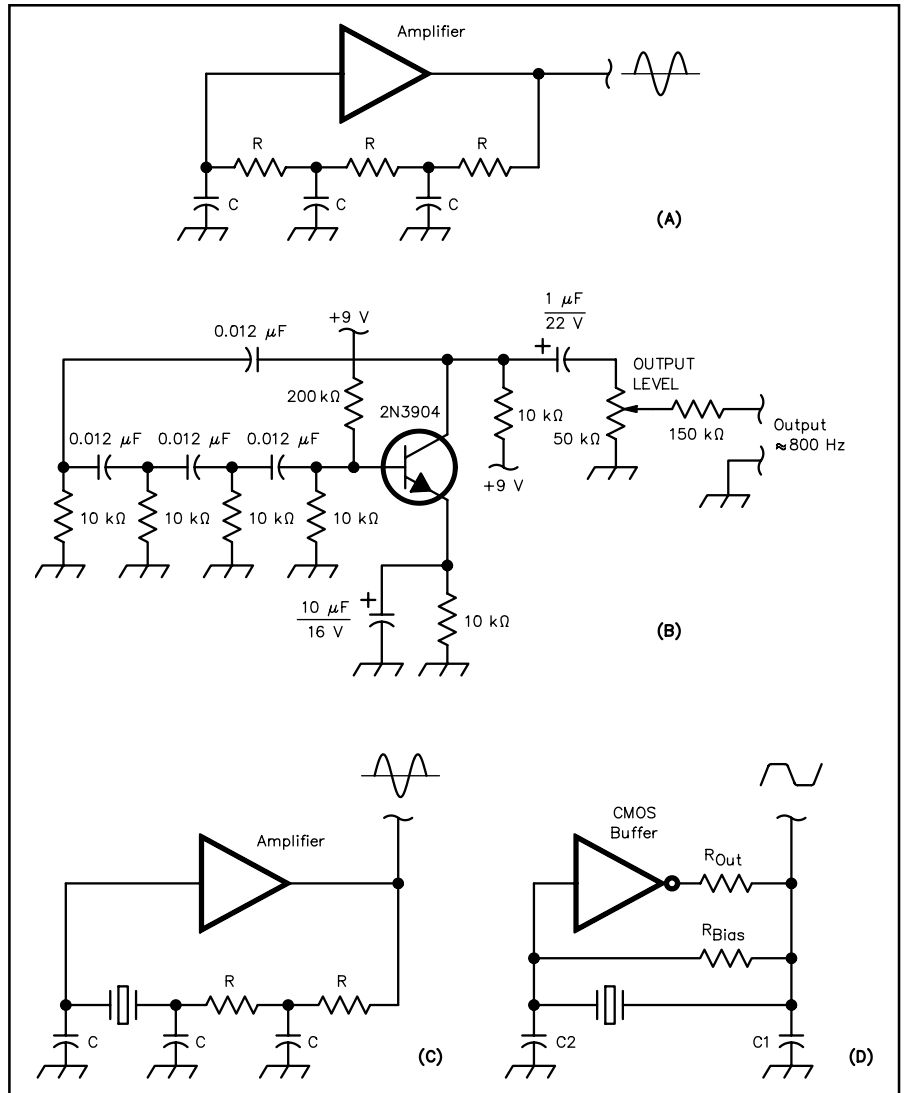 Amplifier
R
R
R
C
C
C
(A)
+9 V
1 μF
22 V
0.012 μF
OUTPUT
LEVEL
200 kΩ
2N3904
10 kΩ
50 kΩ
150 kΩ
Output
≈800 Hz
0.012 μF
0.012 μF
0.012 μF
+9 V
10 kΩ
10 kΩ
10 kΩ
10 kΩ
+
+
10 μF
16 V
10 kΩ
(B)
Amplifier
R
R
C
C
C
(C)
CMOS
Buffer
ROut
RBias
C2
C1
(D)